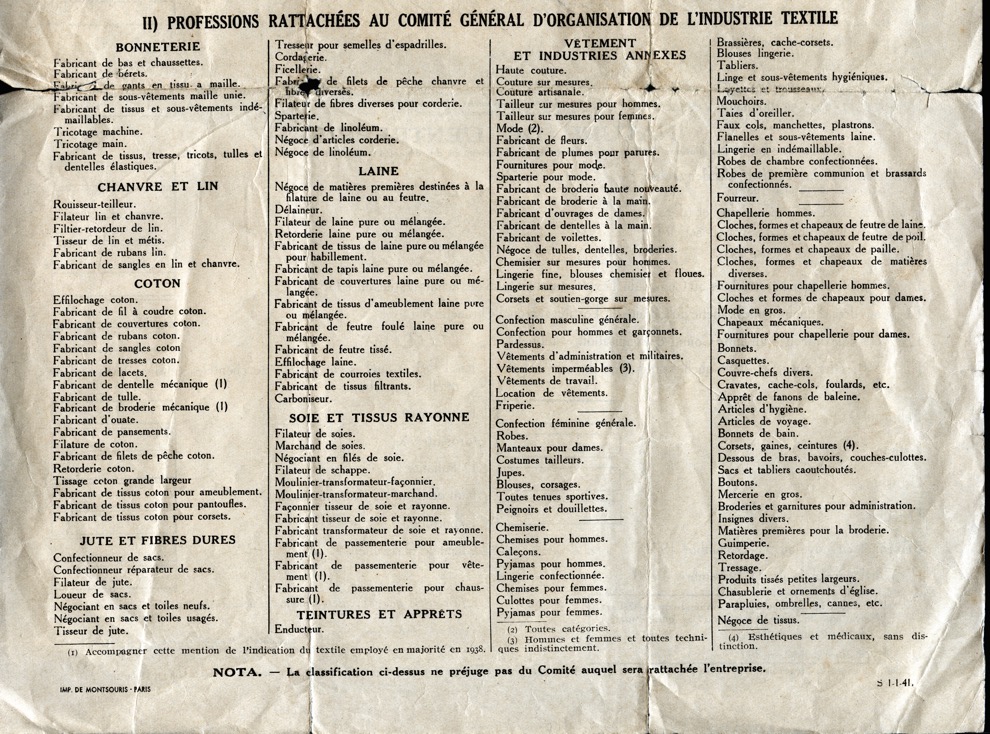 II) PROFESSIONS RATTACHÉES AU COMITÉ GÉNÉRAL D'ORGANISATION DE L'INDUSTRIE TEXTILE
BONNETERIE
Fabricant de bas et chaussettes.
Fabricant de bérets.
Fabricant de gants en tissu a maille.
Fabricant de sous-vêtements maille unie.
Fabricant de tissus et sous-vêtements indé-
maillables.
Tricotage machine.
Tricotage main.
Fabricant de tissus, tresse, tricots, tulles et
dentelles élastiques.
CHANVRE ET LIN
Rouisseur-teilleur.
Filateur lin et chanvre.
Filtier-retordeur de lin.
Tisseur de lin et métis.
Fabricant de rubans lin.
Fabricant de sangles en lin et chanvre.
COTON
Effilochage coton.
Fabricant de fil à coudre coton.
Fabricant de couvertures coton.
Fabricant de rubans coton.
Fabricant de sangles coton
Fabricant de tresses coton.
Fabricant de lacets.
Fabricant de dentelle mécanique (1)
Fabricant de tulle.
Fabricant de broderie mécanique (1)
Fabricant d'ouate.
Fabricant de pansements.
Filature de coton.
Fabricant de filets de pêche coton.
Retorderie coton.
Tissage coton grande largeur
Fabricant de tissus coton pour ameublement.
Fabricant de tissus coton pour pantoufles.
Fabricant de tissus coton pour corsets.
JUTE ET FIBRES DURES
Confectionneur de sacs.
Confectionneur réparateur de sacs.
Filateur de jute.
Loueur de sacs.
Négociant en sacs et toiles neufs.
Négociant en sacs et toiles usagés.
Tisseur de jute.
Tresseur pour semelles d'espadrilles.
Corderie.
Ficellerie.
Fabricant de filets de pêche chanvre et
fibres diverses.
Filateur de fibres diverses pour corderie.
Sparterie.
Fabricant de linoléum.
Négoce d'articles corderie.
Négoce de linoléum.
LAINE
Négoce de matières premières destinées à la
filature de laine ou au feutre.
Délaineur.
Filateur de laine pure ou mélangée.
Retorderie laine pure ou mélangée.
Fabricant de tissus de laine pure ou mélangée
pour habillement.
Fabricant de tapis laine pure ou mélangée.
Fabricant de couvertures laine pure ou mé-
langée.
Fabricant de tissus d'ameublement laine pure
ou mélangée.
Fabricant de feutre foulé laine pure ou
mélangée.
Fabricant de feutre tissé.
Effilochage laine.
Fabricant de courroies textiles.
Fabricant de tissus filtrants.
Carboniseur.
SOIE ET TISSUS RAYONNE
Filateur de soies.
Marchand de soies.
Négociant en filés de soie.
Filateur de schappe.
Moulinier-transformateur-façonnier.
Moulinier-transformateur-marchand.
Façonnier tisseur de soie et rayonne.
Fabricant tisseur de soie et rayonne.
Fabricant transformateur de soie et rayonne.
Fabricant de passementerie pour ameuble-
ment (1).
Fabricant de passementerie pour vête-
ment (1).
Fabricant de passementerie pour chaus-
sure (1).
TEINTURES ET APPRÊTS
Enducteur.
(1) Accompagner cette mention de l'indication du textile employé en majorité en 1938.
VÊTEMENT
ET INDUSTRIES ANNEXES
Haute couture.
Couture sur mesures.
Couture artisanale.
Tailleur sur mesures pour hommes.
Tailleur sur mesures pour femmes.
Mode (2).
Fabricant de fleurs.
Fabricant de plumes pour parures.
Fournitures pour mode.
Sparterie pour mode.
Fabricant de broderie haute nouveauté.
Fabricant de broderie à la main.
Fabricant d'ouvrages de dames.
Fabricant de dentelles à la main.
Fabricant de voilettes.
Négoce de tulles, dentelles, broderies.
Chemisier sur mesures pour hommes.
Lingerie fine, blouses chemisier et floues.
Lingerie sur mesures.
Corsets et soutien-gorge sur mesures.
Confection masculine générale.
Confection pour hommes et garçonnets.
Pardessus.
Vêtements d'administration et militaires.
Vêtements imperméables (3).
Vêtements de travail.
Location de vêtements.
Friperie.
Confection féminine générale.
Robes.
Manteaux pour dames.
Costumes tailleurs.
Jupes.
Blouses, corsages.
Toutes tenues sportives.
Peignoirs et douillettes.
Chemiserie.
Chemises pour hommes.
Caleçons.
Pyjamas pour hommes.
Lingerie confectionnée.
Chemises pour femmes.
Culottes pour femmes.
Pyjamas pour femmes.
(2) Toutes catégories.
(3) Hommes et femmes et toutes techni-
ques indistinctement.
Brassières, cache-corsets.
Blouses lingerie.
Tabliers.
Linge et sous-vêtements hygiéniques.
Layettes et trousseaux.
Mouchoirs.
Taies d'oreiller.
Faux cols, manchettes, plastrons.
Flanelles et sous-vêtements laine.
Lingerie en indémaillable.
Robes de chambre confectionnées.
Robes de première communion et brassards
confectionnés.
Fourreur.
Chapellerie hommes.
Cloches, formes et chapeaux de feutre de laine.
Cloches, formes et chapeaux de feutre de poil.
Cloches, formes et chapeaux de paille.
Cloches, formes et chapeaux de matières
diverses.
Fournitures pour chapellerie hommes.
Cloches et formes de chapeaux pour dames.
Mode en gros.
Chapeaux mécaniques.
Fournitures pour chapellerie pour dames.
Bonnets.
Casquettes.
Couvre-chefs divers.
Cravates, cache-cols, foulards, etc.
Apprêt de fanons de baleine.
Articles d'hygiène.
Articles de voyage.
Bonnets de bain.
Corsets, gaines, ceintures (4).
Dessous de bras, bavoirs, couches-culottes.
Sacs et tabliers caoutchoutés.
Boutons.
Mercerie en gros.
Broderies et garnitures pour administration.
Insignes divers.
Matières premières pour la broderie.
Guimperie.
Retordage.
Tressage.
Produits tissés petites largeurs.
Chasublerie et ornements d'église.
Parapluies, ombrelles, cannes, etc.
Négoce de tissus.
(4) Esthétiques et médicaux, sans dis-
tinction.
NOTA. — La classification ci-dessus ne préjuge pas du Comité auquel sera rattachée l'entreprise.
IMP. DE MONTSOURIS - PARIS
S 1-1-41.